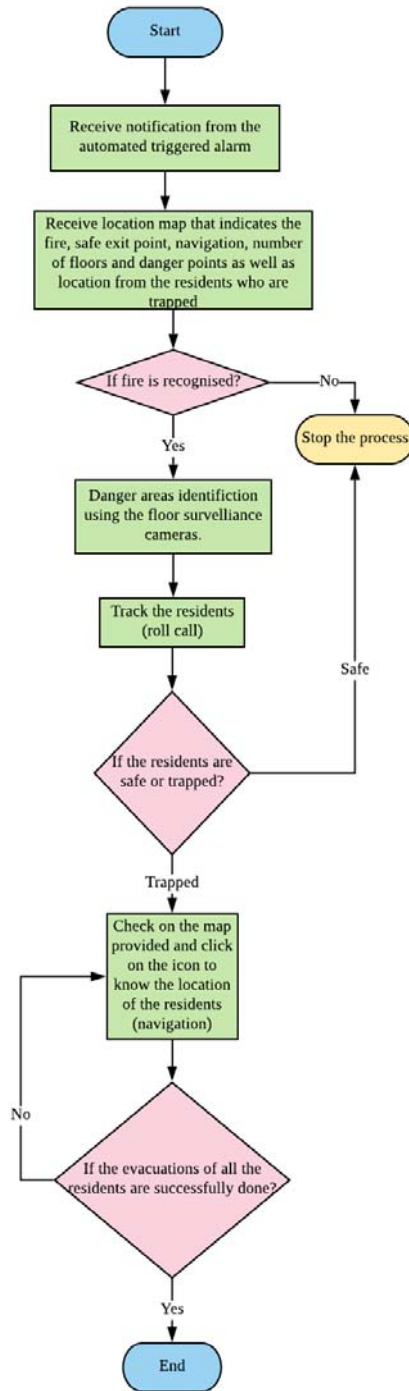 Start
Receive notification from the
automated triggered alarm
Receive location map that indicates the
fire, safe exit point, navigation, number
of floors and danger points as well as
location from the residents who are
trapped
If fire is recognised?
No
Stop the process
Yes
Danger areas identifiction
using the floor survelliance
cameras.
Track the residents
(roll call)
Safe
If the residents are
safe or trapped?
Trapped
Check on the map
provided and click
on the icon to
know the location
of the residents
(navigation)
No
If the evacuations of all the
residents are successfully done?
Yes
End